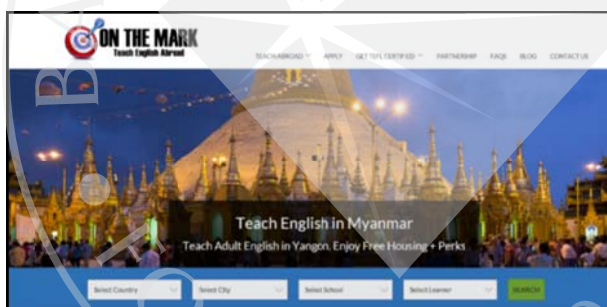 ON THE MARK
Teach English Abroad
TEACH ABROAD APPLY GET TEFL CERTIFIED PARTNERSHIP FAQS BLOG CONTACT US
Teach English in Myanmar
Teach Adult English in Yangon. Enjoy Free Housing + Perks
Select Country Select City Select School Select Learner SEARCH